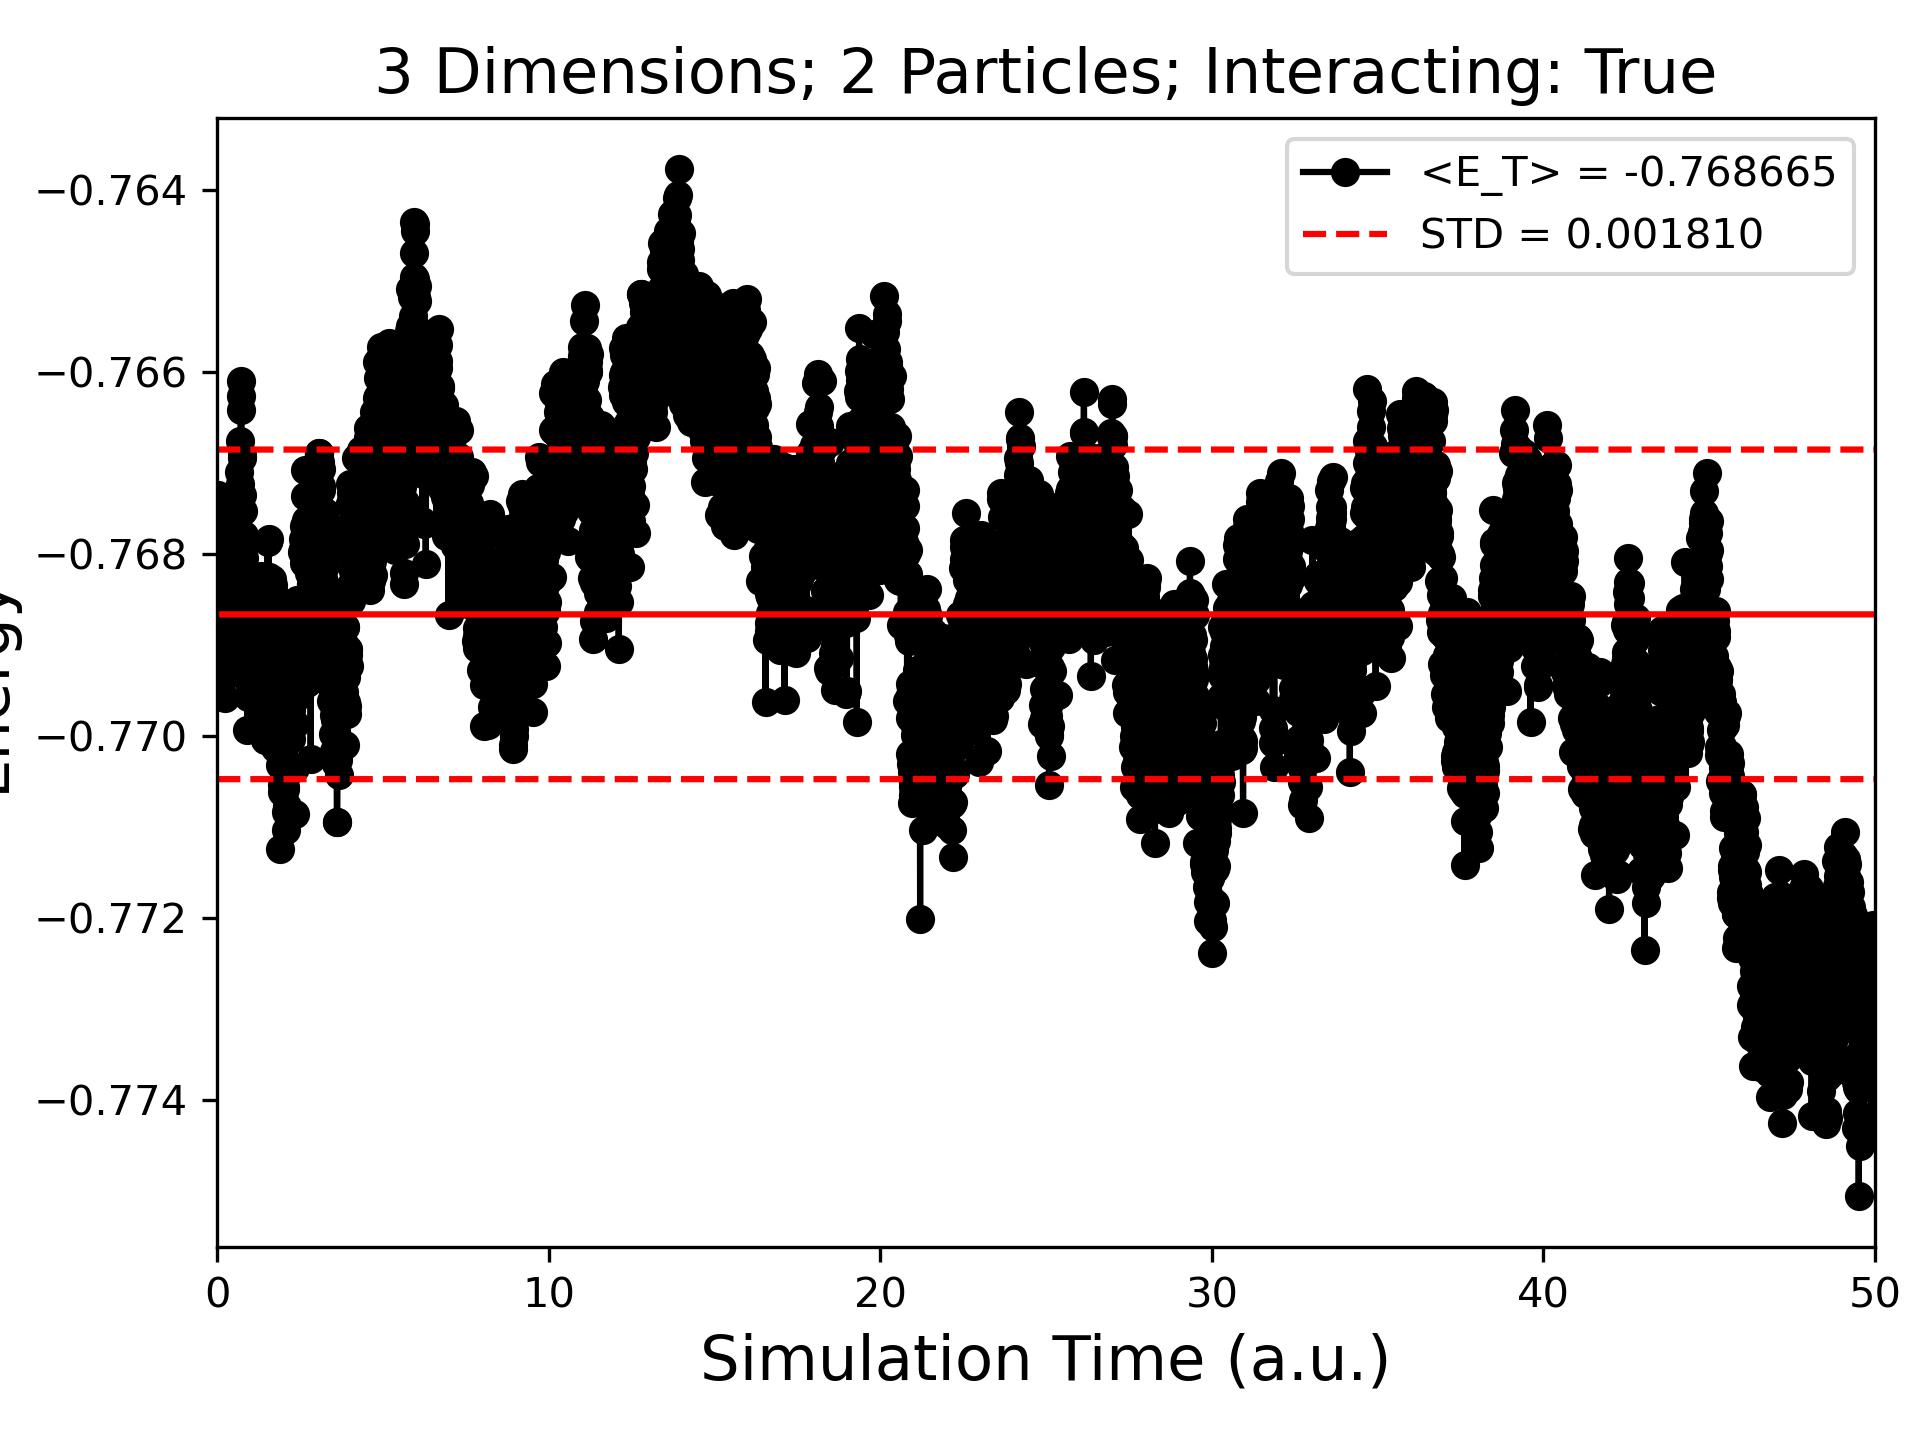 3 Dimensions; 2 Particles; Interacting: True
<E_T> = -0.768665
STD = 0.001810
Energy
−0.764
−0.766
−0.768
−0.770
−0.772
−0.774
0 10 20 30 40 50
Simulation Time (a.u.)